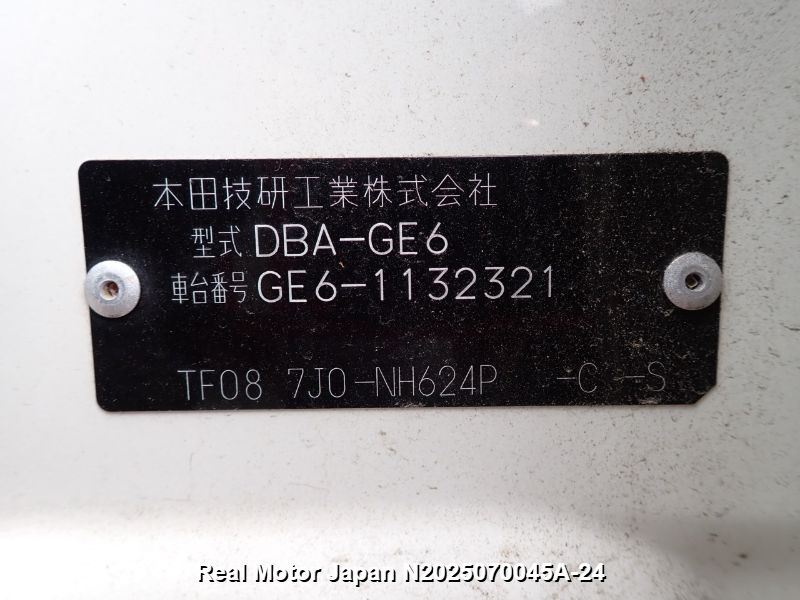 本田技研工業株式会社
型式 DBA-GE6
車台番号 GE6-1132321
TF08 7J0-NH624P -C -S
Real Motor Japan N2025070045A-24